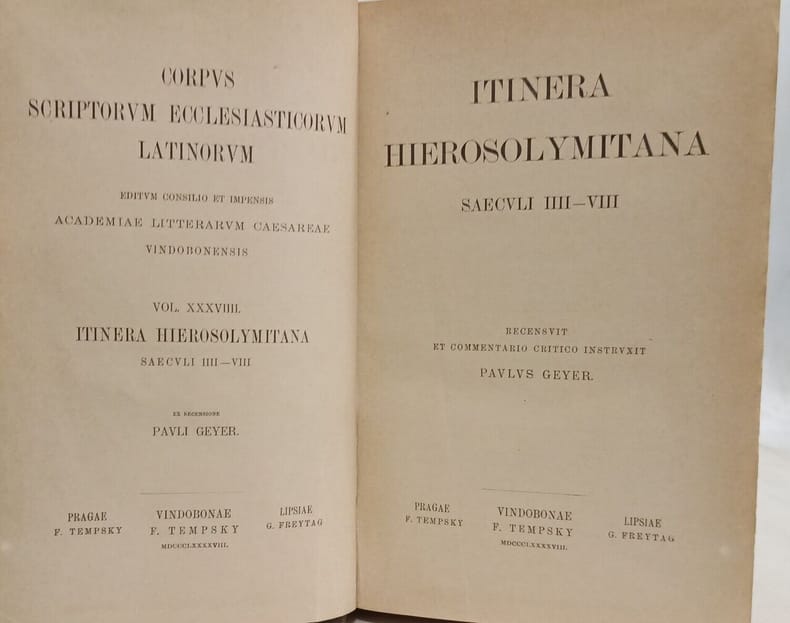 CORPVS
SCRIPTORVM ECCLESIASTICORVM
LATINORVM
EDITVM CONSILIO ET IMPENSIS
ACADEMIAE LITTERARVM CAESAREAE
VINDOBONENSIS
VOL. XXXVIIII.
ITINERA HIEROSOLYMITANA
SAECVLI IIII—VIII
EX RECENSIONE
PAVLI GEYER.
PRAGAE
F. TEMPSKY
VINDOBONAE
F. TEMPSKY
MDCCCLXXXXVIII.
LIPSIAE
G. FREYTAG
ITINERA
HIEROSOLYMITANA
SAECVLI IIII—VIII
RECENSVIT
ET COMMENTARIO CRITICO INSTRVXIT
PAVLVS GEYER.
PRAGAE
F. TEMPSKY
VINDOBONAE
F. TEMPSKY
MDCCCLXXXXVIII.
LIPSIAE
G. FREYTAG